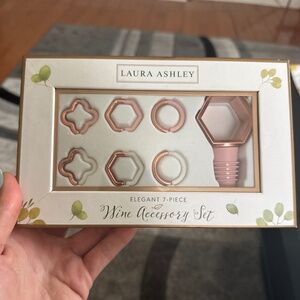 LAURA ASHLEY
ELEGANT 7-PIECE
Wine Accessory Set